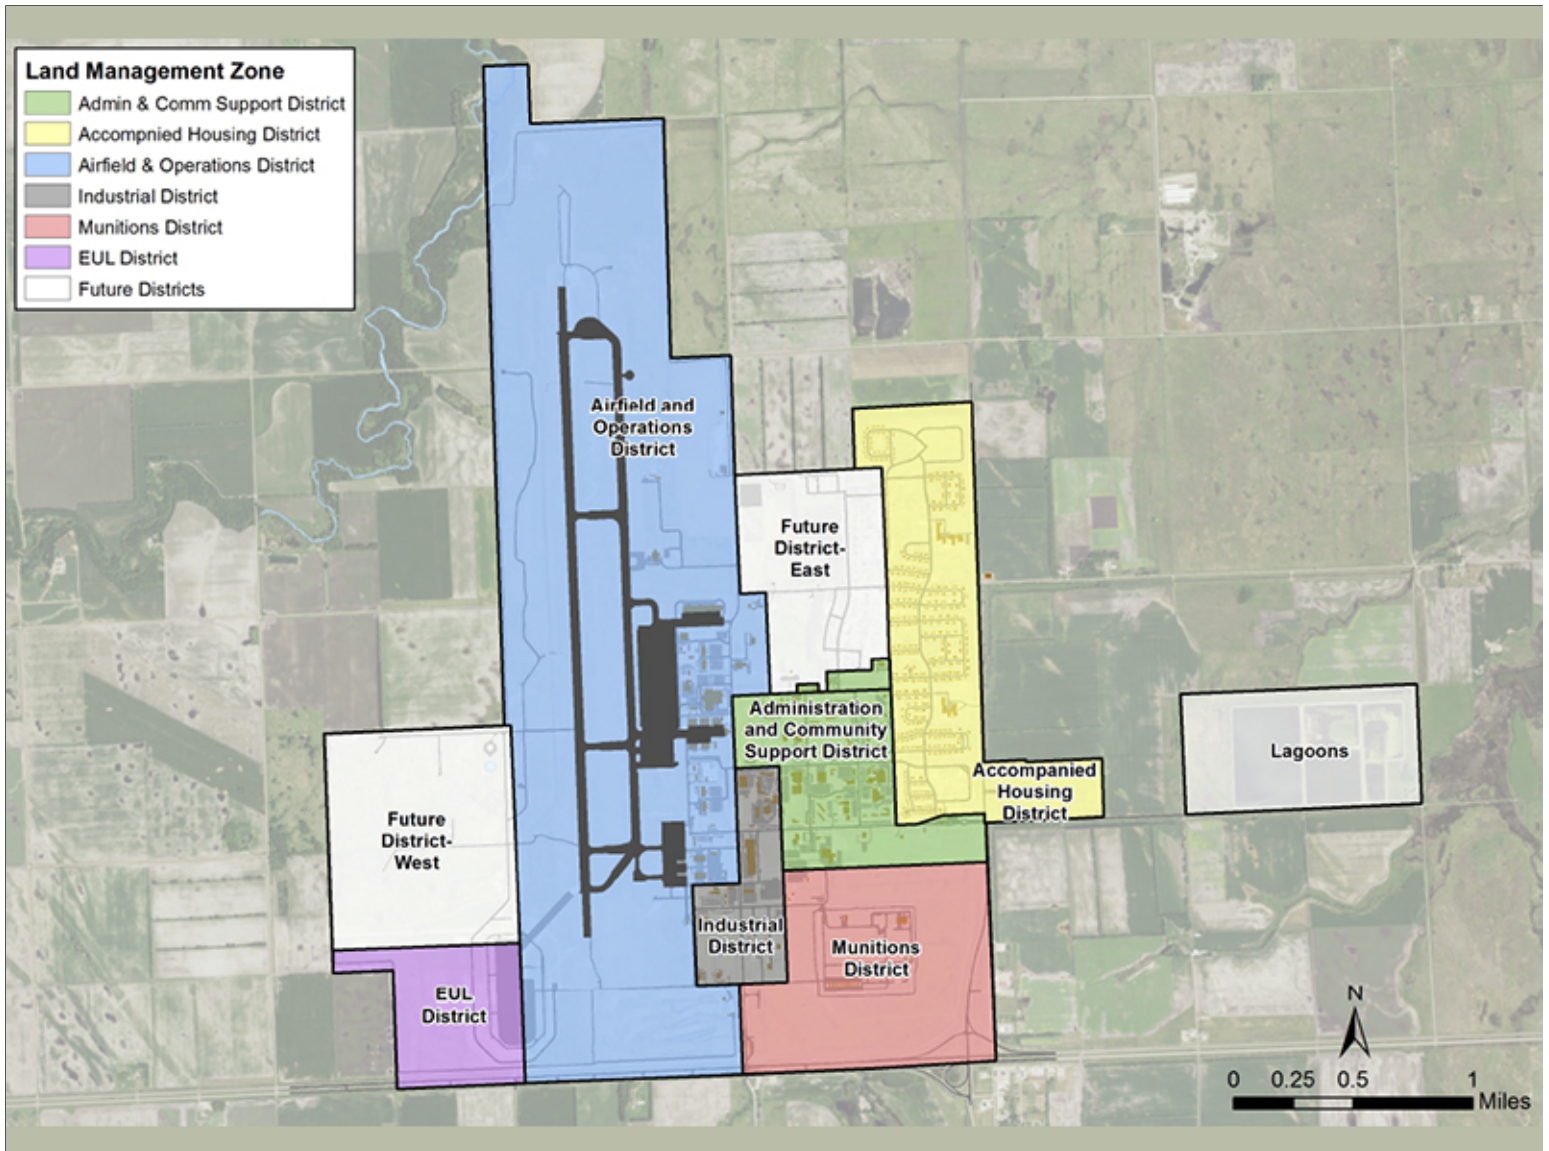 Land Management Zone
Admin & Comm Support District
Accompnied Housing District
Airfield & Operations District
Industrial District
Munitions District
EUL District
Future Districts
Airfield and
Operations
District
Future
District-
East
Administration
and Community
Support District
Accompanied
Housing
District
Lagoons
Future
District-
West
Industrial
District
Munitions
District
EUL
District
N
0 0.25 0.5 1
Miles